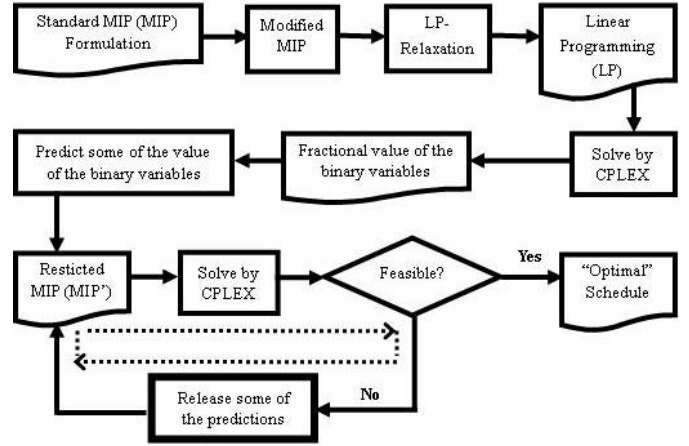 Standard MIP (MIP)
Formulation
Modified
MIP
LP-
Relaxation
Linear
Programming
(LP)
Solve by
CPLEX
Fractional value of the
binary variables
Predict some of the value
of the binary variables
Resticted
MIP (MIP’)
Solve by
CPLEX
Feasible?
Yes
“Optimal”
Schedule
No
Release some of
the predictions